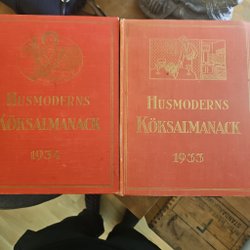 HUSMODERNS
KÖKSALMANACK
1934
HUSMODERNS
KÖKSALMANACK
1933